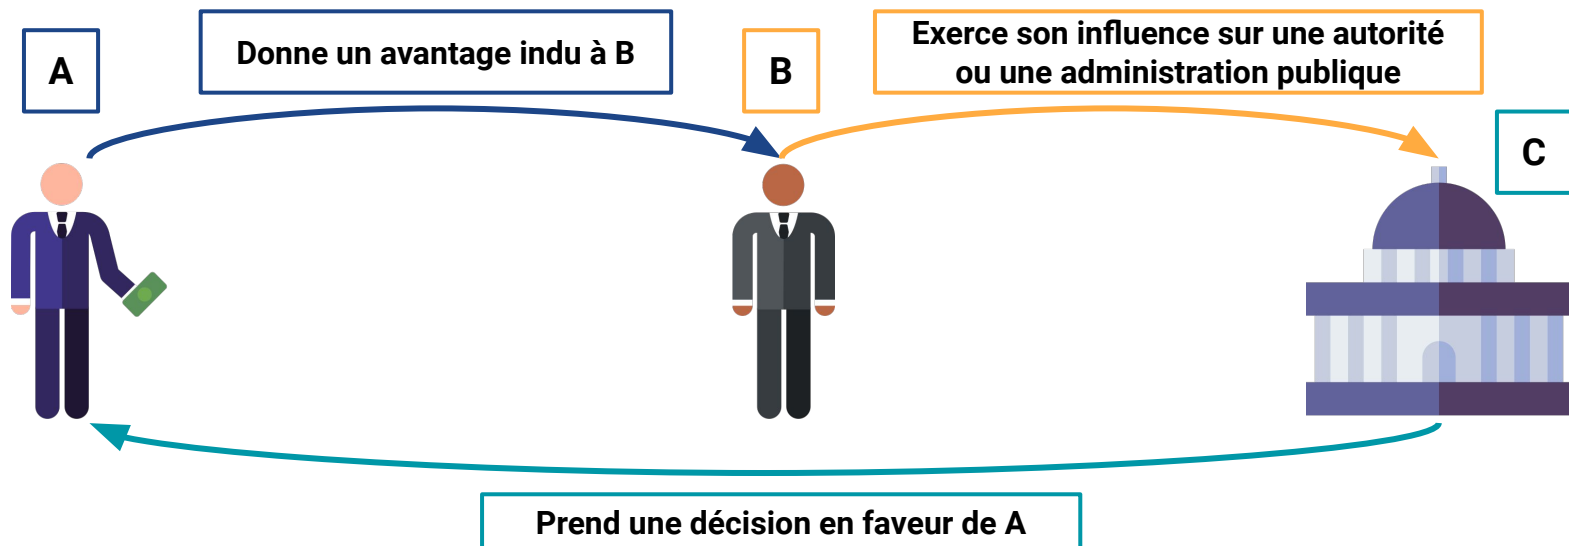 A
Donne un avantage indu à B
B
Exerce son influence sur une autorité
ou une administration publique
C
Prend une décision en faveur de A